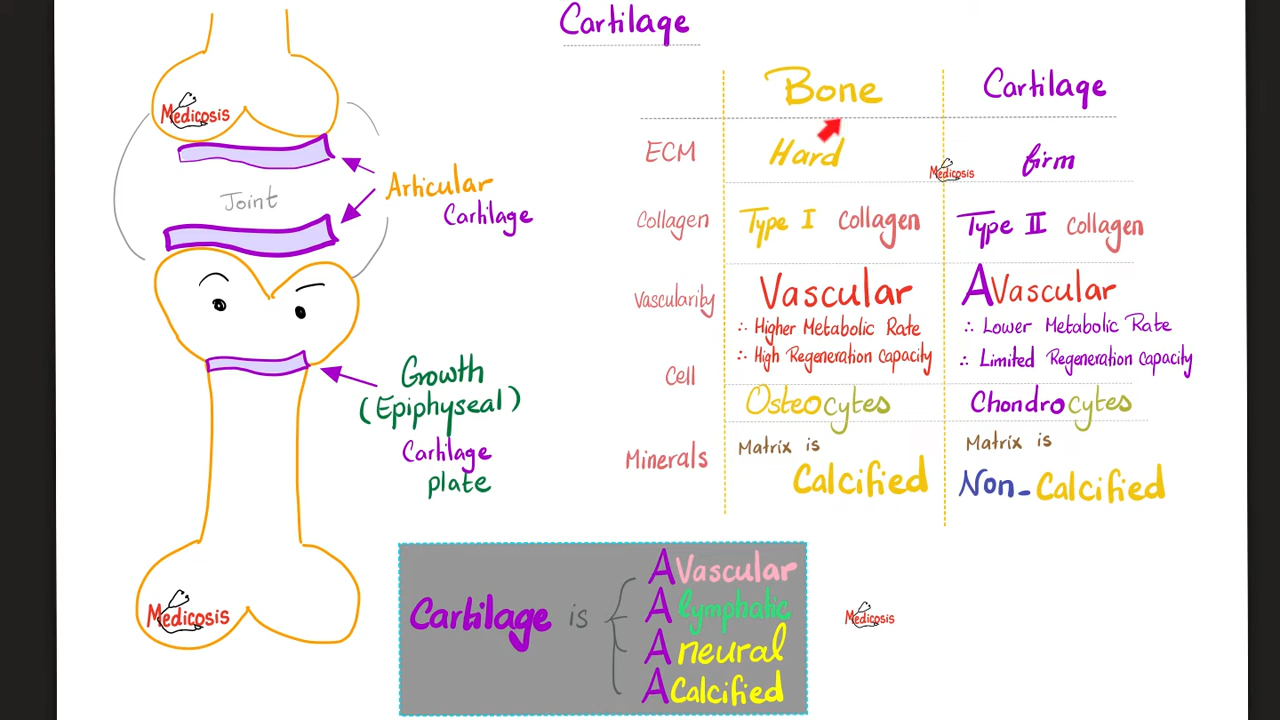 Cartilage
Medicosis
Joint
Articular
Cartilage
Growth
(Epiphyseal)
Cartilage
plate
Medicosis
Bone
Cartilage
ECM
Hard
Medicosis
firm
Collagen
Type I collagen
Type II collagen
Vascularity
Vascular
∴ Higher Metabolic Rate
∴ High Regeneration Capacity
AVascular
∴ Lower Metabolic Rate
∴ Limited Regeneration Capacity
Cell
Osteocytes
Chondrocytes
Minerals
Matrix is
Calcified
Matrix is
Non-Calcified
Cartilage is
AVascular
Alymphatic
Aneural
ACalcified
Medicosis